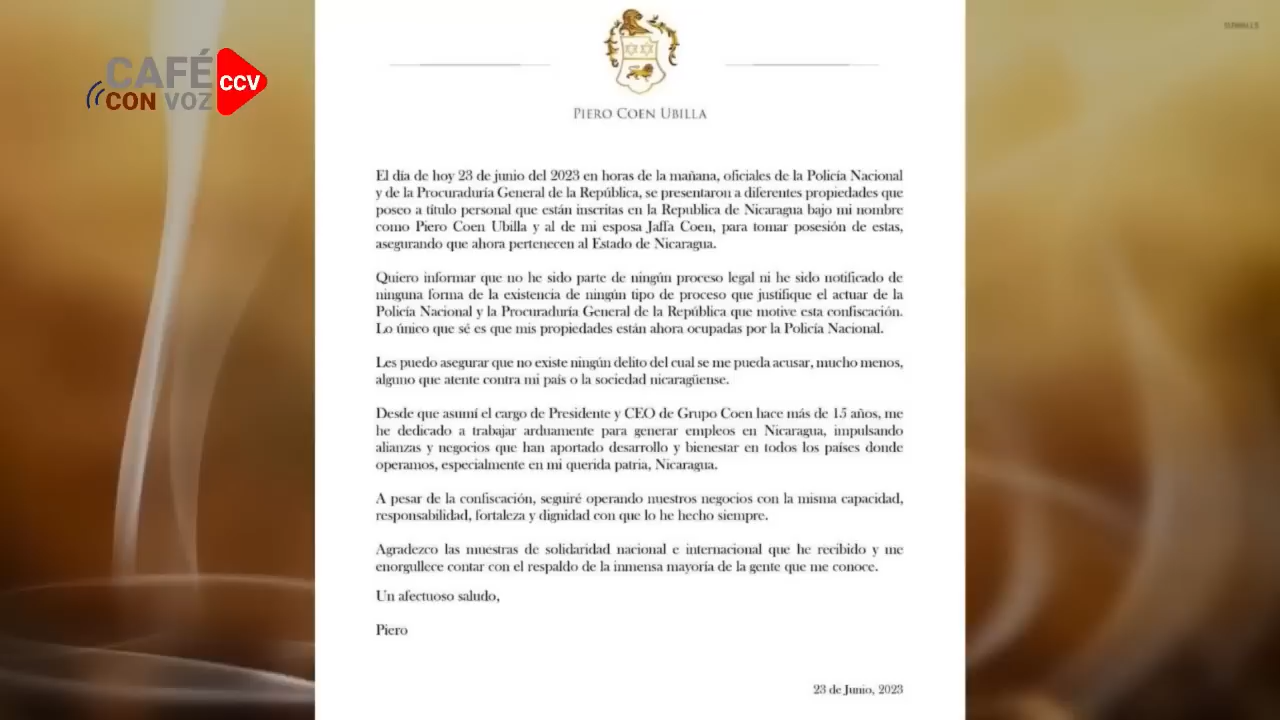 CAFÉ
CON VOZ
CCV
PIERO COEN UBILLA
El día de hoy 23 de junio del 2023 en horas de la mañana, oficiales de la Policía Nacional
y de la Procuraduría General de la República, se presentaron a diferentes propiedades que
poseo a título personal que están inscritas en la Republica de Nicaragua bajo mi nombre
como Piero Coen Ubilla y al de mi esposa Jaffa Coen, para tomar posesión de estas,
asegurando que ahora pertenecen al Estado de Nicaragua.
Quiero informar que no he sido parte de ningún proceso legal ni he sido notificado de
ninguna forma de la existencia de ningún tipo de proceso que justifique el actuar de la
Policía Nacional y la Procuraduría General de la República que motive esta confiscación.
Lo único que sé es que mis propiedades están ahora ocupadas por la Policía Nacional.
Les puedo asegurar que no existe ningún delito del cual se me pueda acusar, mucho menos,
alguno que atente contra mi país o la sociedad nicaragüense.
Desde que asumí el cargo de Presidente y CEO de Grupo Coen hace más de 15 años, me
he dedicado a trabajar arduamente para generar empleos en Nicaragua, impulsando
alianzas y negocios que han aportado desarrollo y bienestar en todos los países donde
operamos, especialmente en mi querida patria, Nicaragua.
A pesar de la confiscación, seguiré operando nuestros negocios con la misma capacidad,
responsabilidad, fortaleza y dignidad con que lo he hecho siempre.
Agradezco las muestras de solidaridad nacional e internacional que he recibido y me
enorgullece contar con el respaldo de la inmensa mayoría de la gente que me conoce.
Un afectuoso saludo,
Piero
23 de Junio, 2023